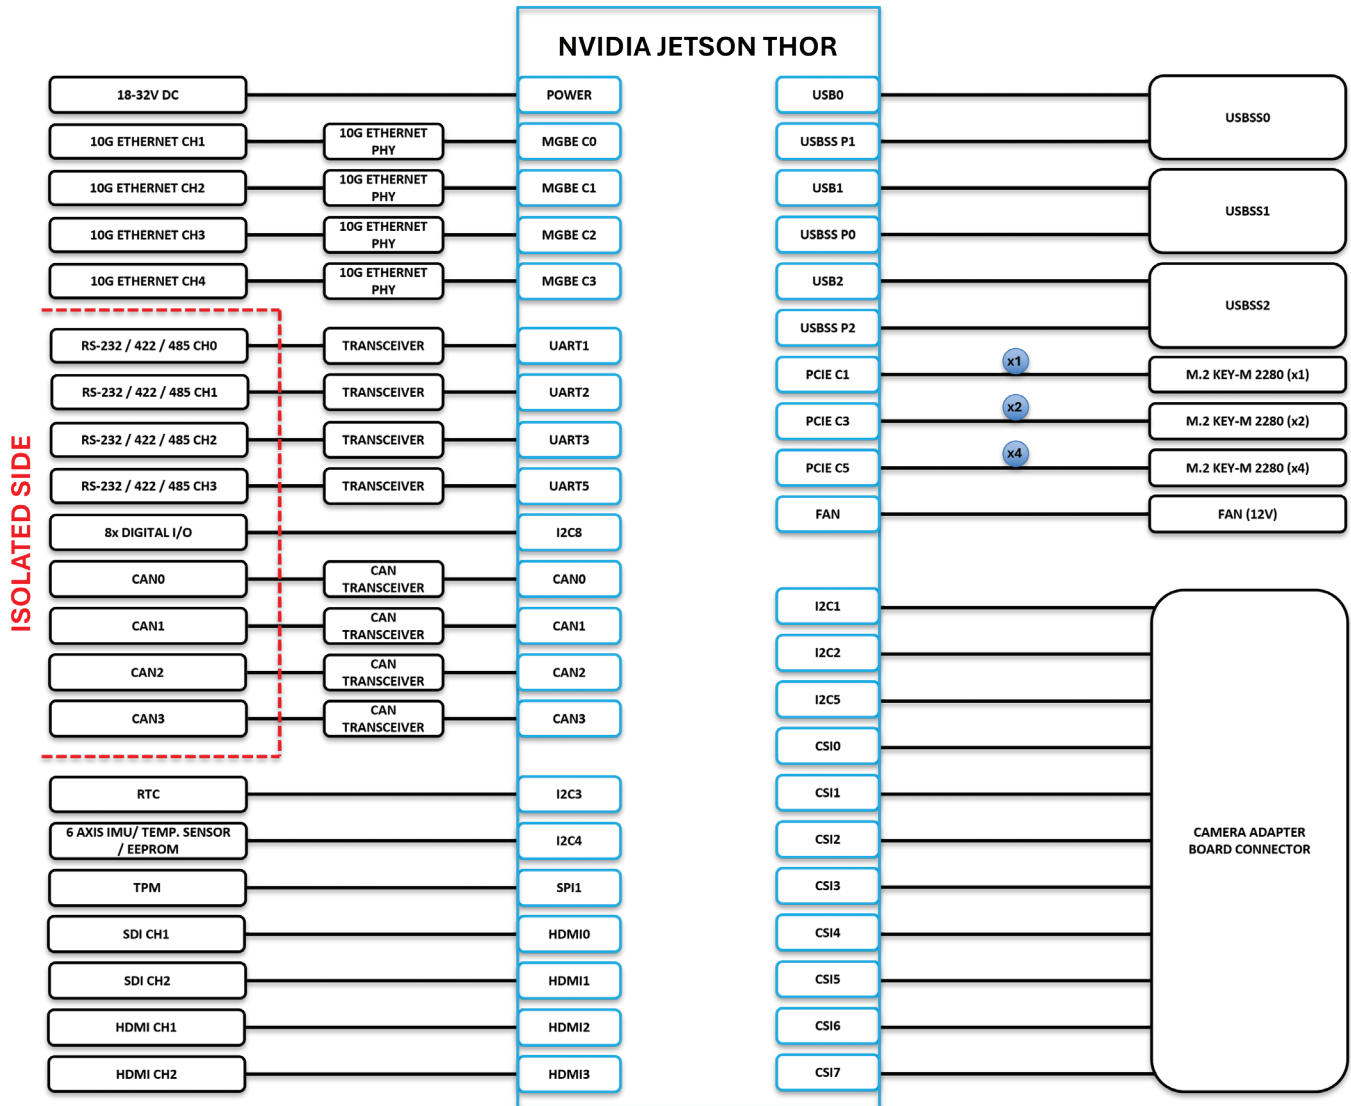 NVIDIA JETSON THOR
18-32V DC
POWER
10G ETHERNET CH1
10G ETHERNET
PHY
MGBE C0
10G ETHERNET CH2
10G ETHERNET
PHY
MGBE C1
10G ETHERNET CH3
10G ETHERNET
PHY
MGBE C2
10G ETHERNET CH4
10G ETHERNET
PHY
MGBE C3
ISOLATED SIDE
RS-232 / 422 / 485 CH0
TRANSCEIVER
UART1
RS-232 / 422 / 485 CH1
TRANSCEIVER
UART2
RS-232 / 422 / 485 CH2
TRANSCEIVER
UART3
RS-232 / 422 / 485 CH3
TRANSCEIVER
UART5
8x DIGITAL I/O
I2C8
CAN0
CAN
TRANSCEIVER
CAN0
CAN1
CAN
TRANSCEIVER
CAN1
CAN2
CAN
TRANSCEIVER
CAN2
CAN3
CAN
TRANSCEIVER
CAN3
RTC
I2C3
6 AXIS IMU/ TEMP. SENSOR
/ EEPROM
I2C4
TPM
SPI1
SDI CH1
HDMI0
SDI CH2
HDMI1
HDMI CH1
HDMI2
HDMI CH2
HDMI3
USB0
USBSS P1
USBSS0
USB1
USBSS P0
USBSS1
USB2
USBSS P2
USBSS2
PCIE C1
x1
M.2 KEY-M 2280 (x1)
PCIE C3
x2
M.2 KEY-M 2280 (x2)
PCIE C5
x4
M.2 KEY-M 2280 (x4)
FAN
FAN (12V)
I2C1
I2C2
I2C5
CSI0
CSI1
CSI2
CSI3
CSI4
CSI5
CSI6
CSI7
CAMERA ADAPTER
BOARD CONNECTOR